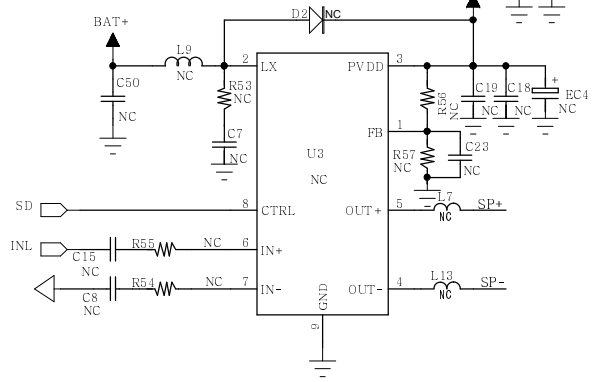 D2 NC
BAT+
L9
NC
2
LX
PVDD
3
C50
NC
R53
NC
R56
NC
C19
NC
C18
NC
+
EC4
NC
C7
NC
U3
NC
FB
1
R57
NC
C23
NC
SD
8
CTRL
OUT+
5
L7
NC
SP+
INL
C15
NC
R55
NC
6
IN+
C8
NC
R54
NC
7
IN-
OUT-
4
L13
NC
SP-
GND
9